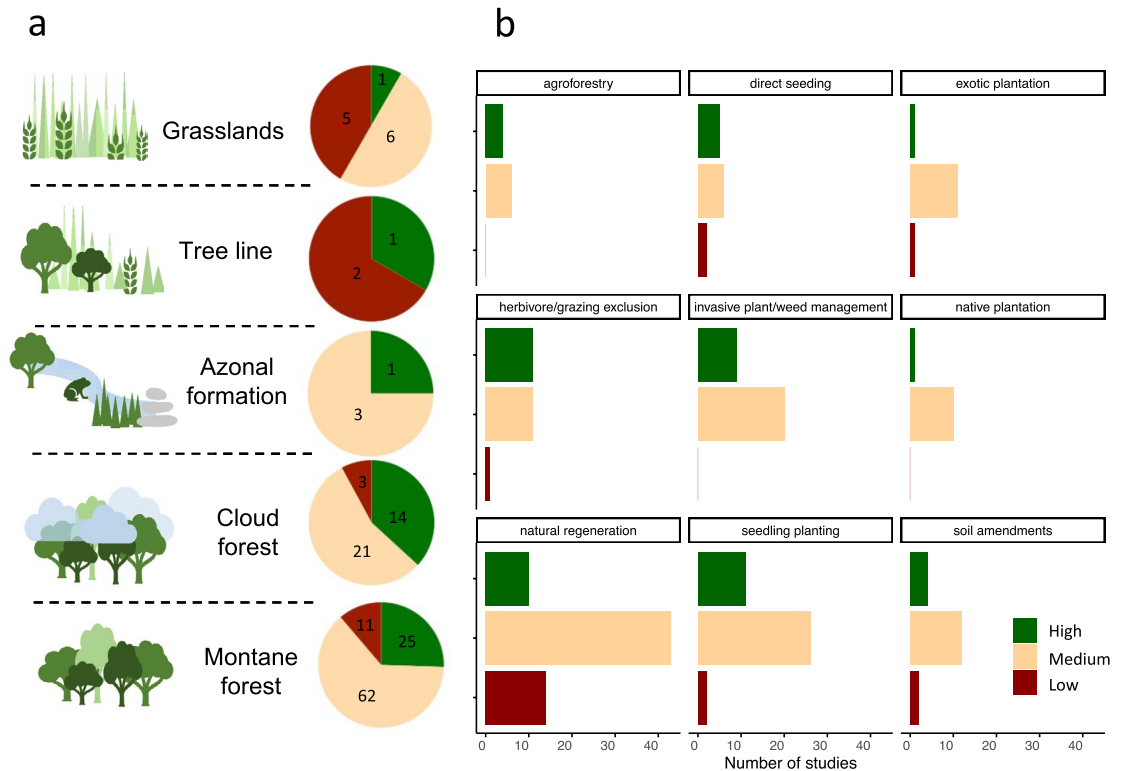 a
Grasslands
1
5
6
Tree line
1
2
Azonal
formation
1
3
Cloud
forest
3
14
21
Montane
forest
11
25
62
b
agroforestry
direct seeding
exotic plantation
herbivore/grazing exclusion
invasive plant/weed management
native plantation
natural regeneration
seedling planting
soil amendments
High
Medium
Low
0 10 20 30 40
0 10 20 30 40
0 10 20 30 40
Number of studies